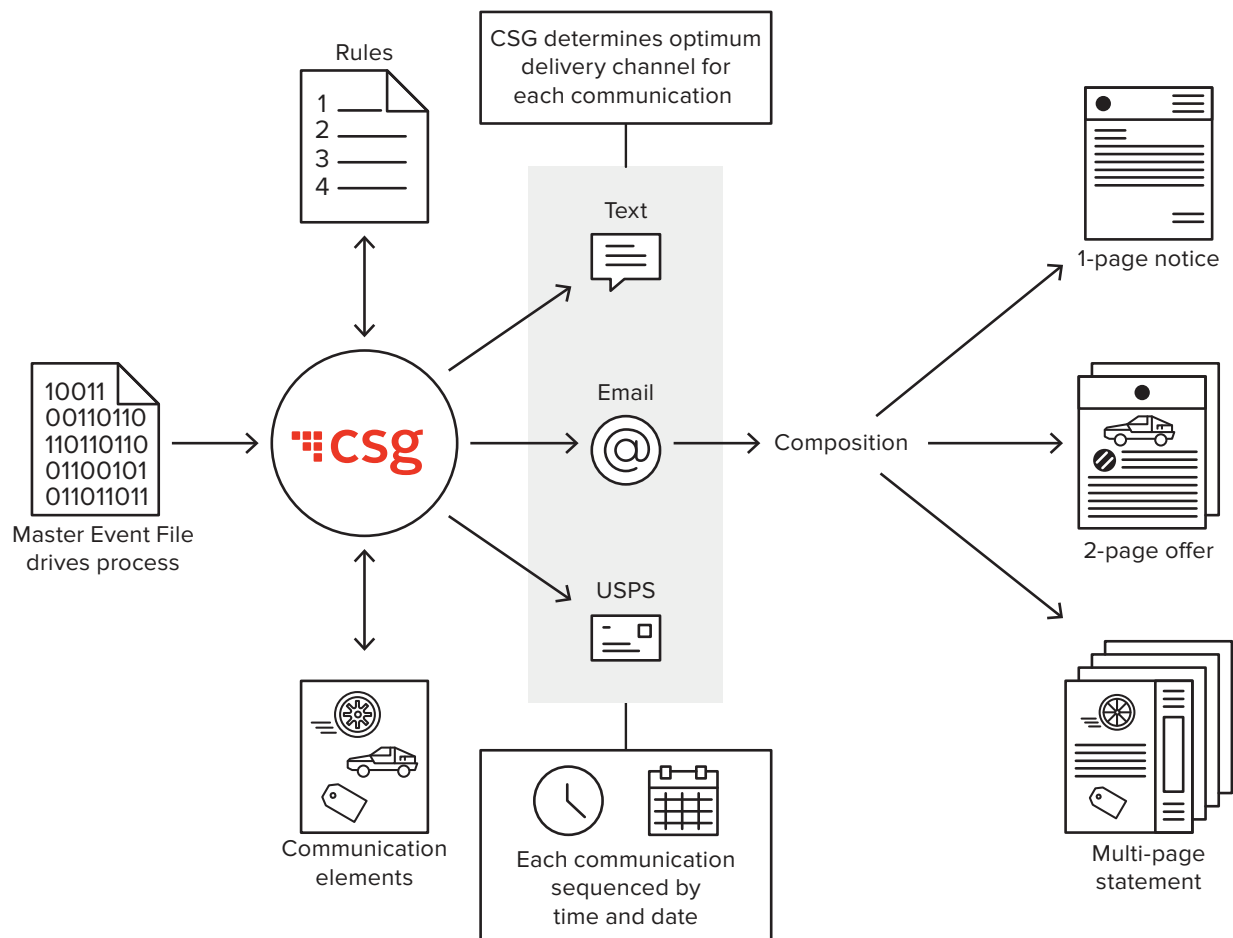 Rules
1
2
3
4
CSG determines optimum
delivery channel for
each communication
Text
Email
USPS
10011
00110110
110110110
01100101
011011011
Master Event File
drives process
csg
Communication
elements
Each communication
sequenced by
time and date
Composition
1-page notice
2-page offer
Multi-page
statement